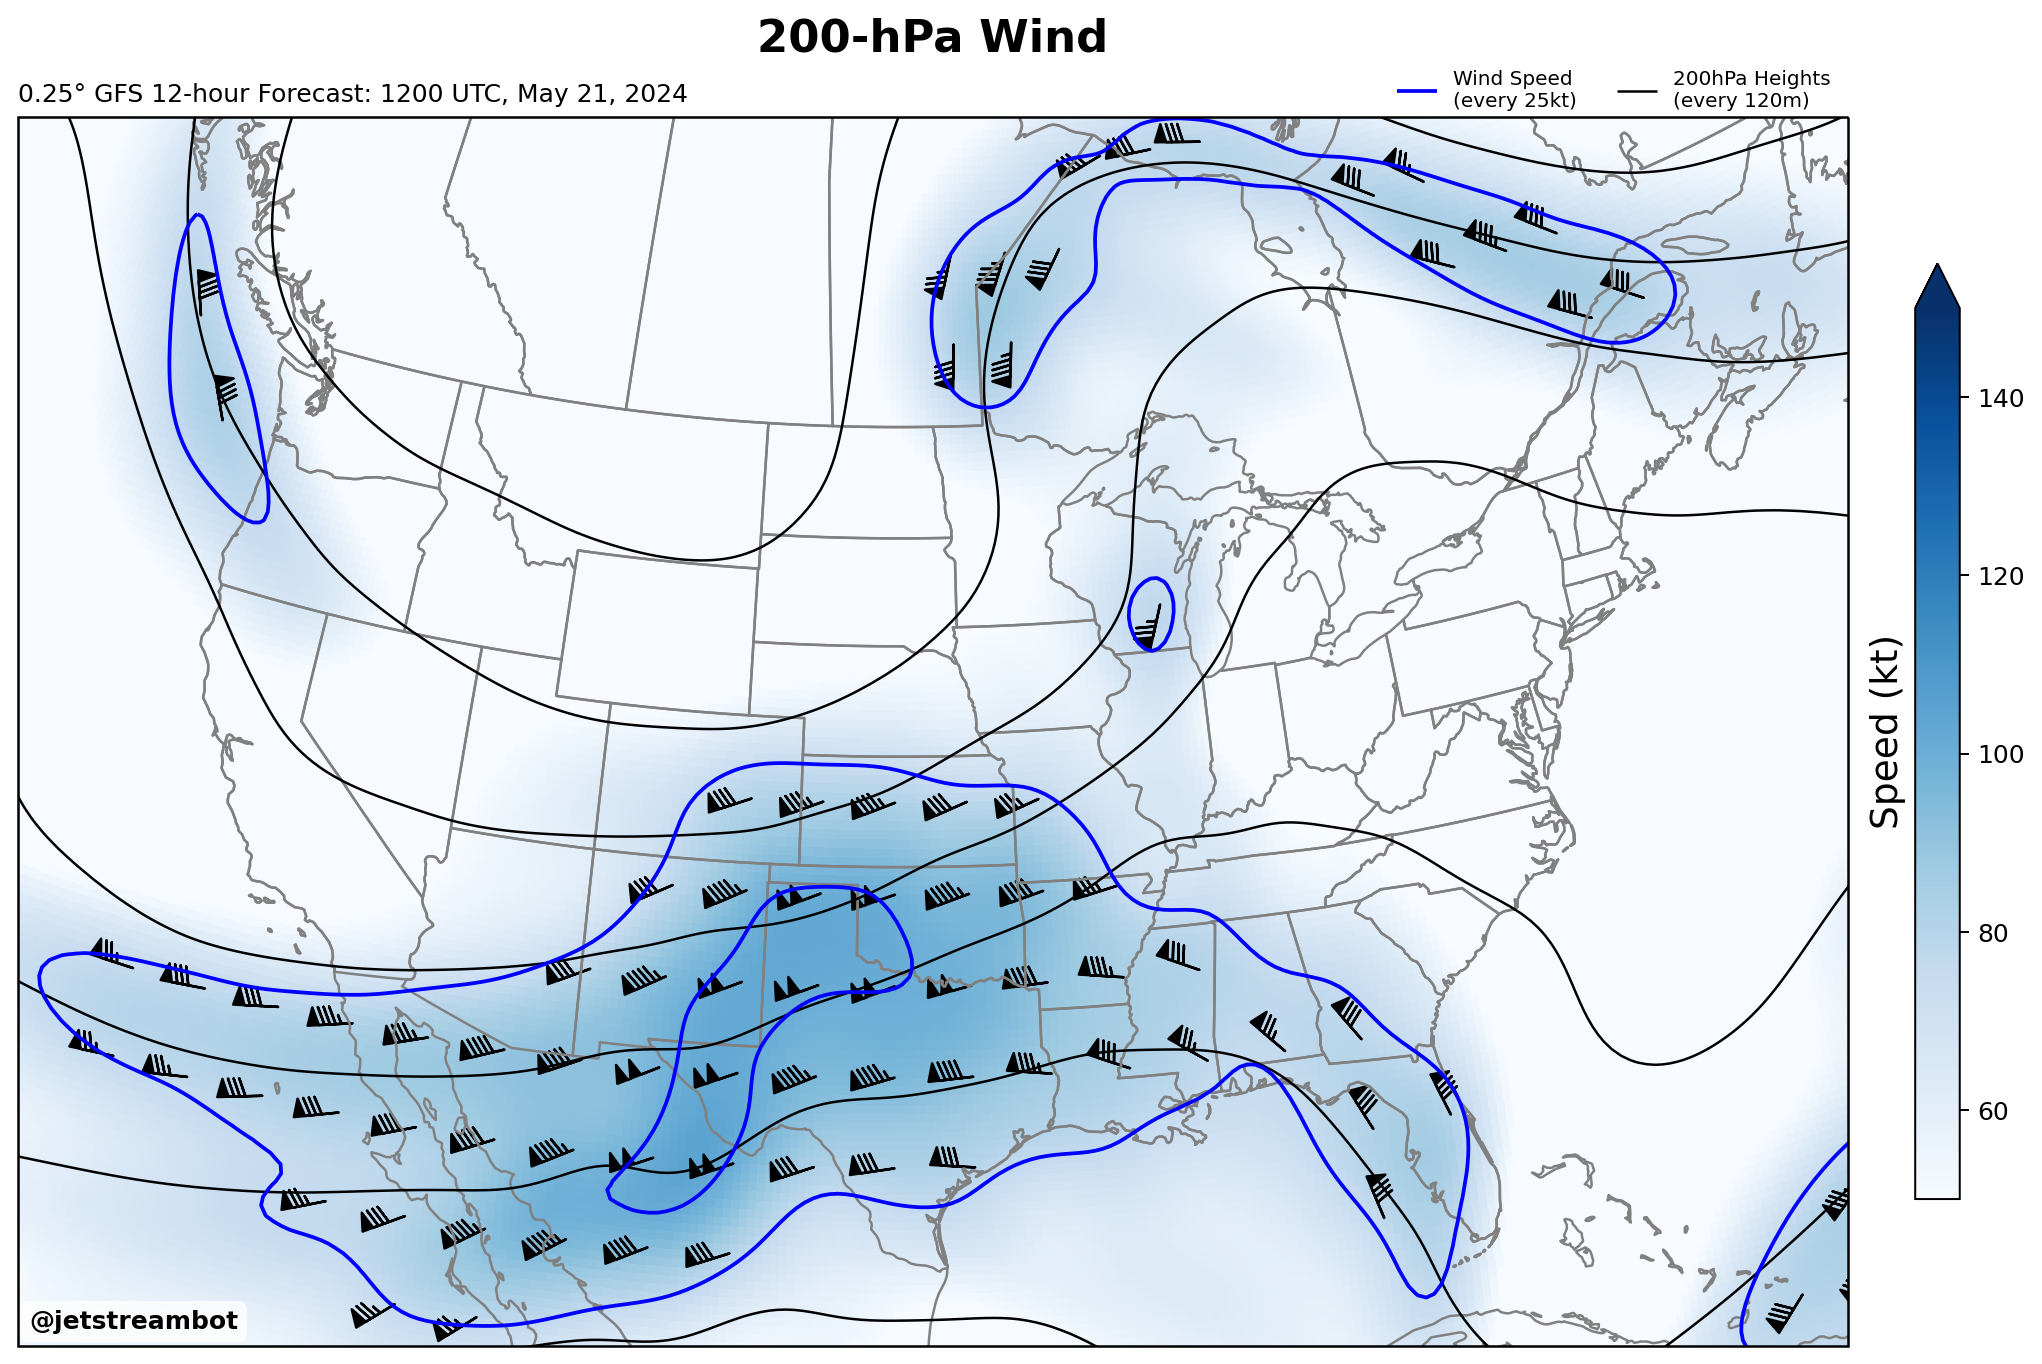 200-hPa Wind
0.25° GFS 12-hour Forecast: 1200 UTC, May 21, 2024
Wind Speed
(every 25kt)
200hPa Heights
(every 120m)
140
120
100
80
60
Speed (kt)
@jetstreambot